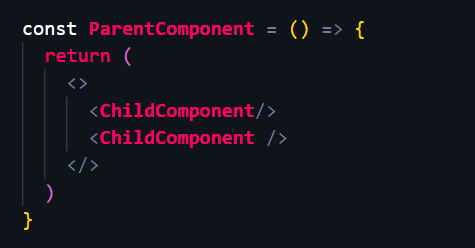 const ParentComponent = () => {
  return (
    <>
      <ChildComponent/>
      <ChildComponent />
    </>
  )
}